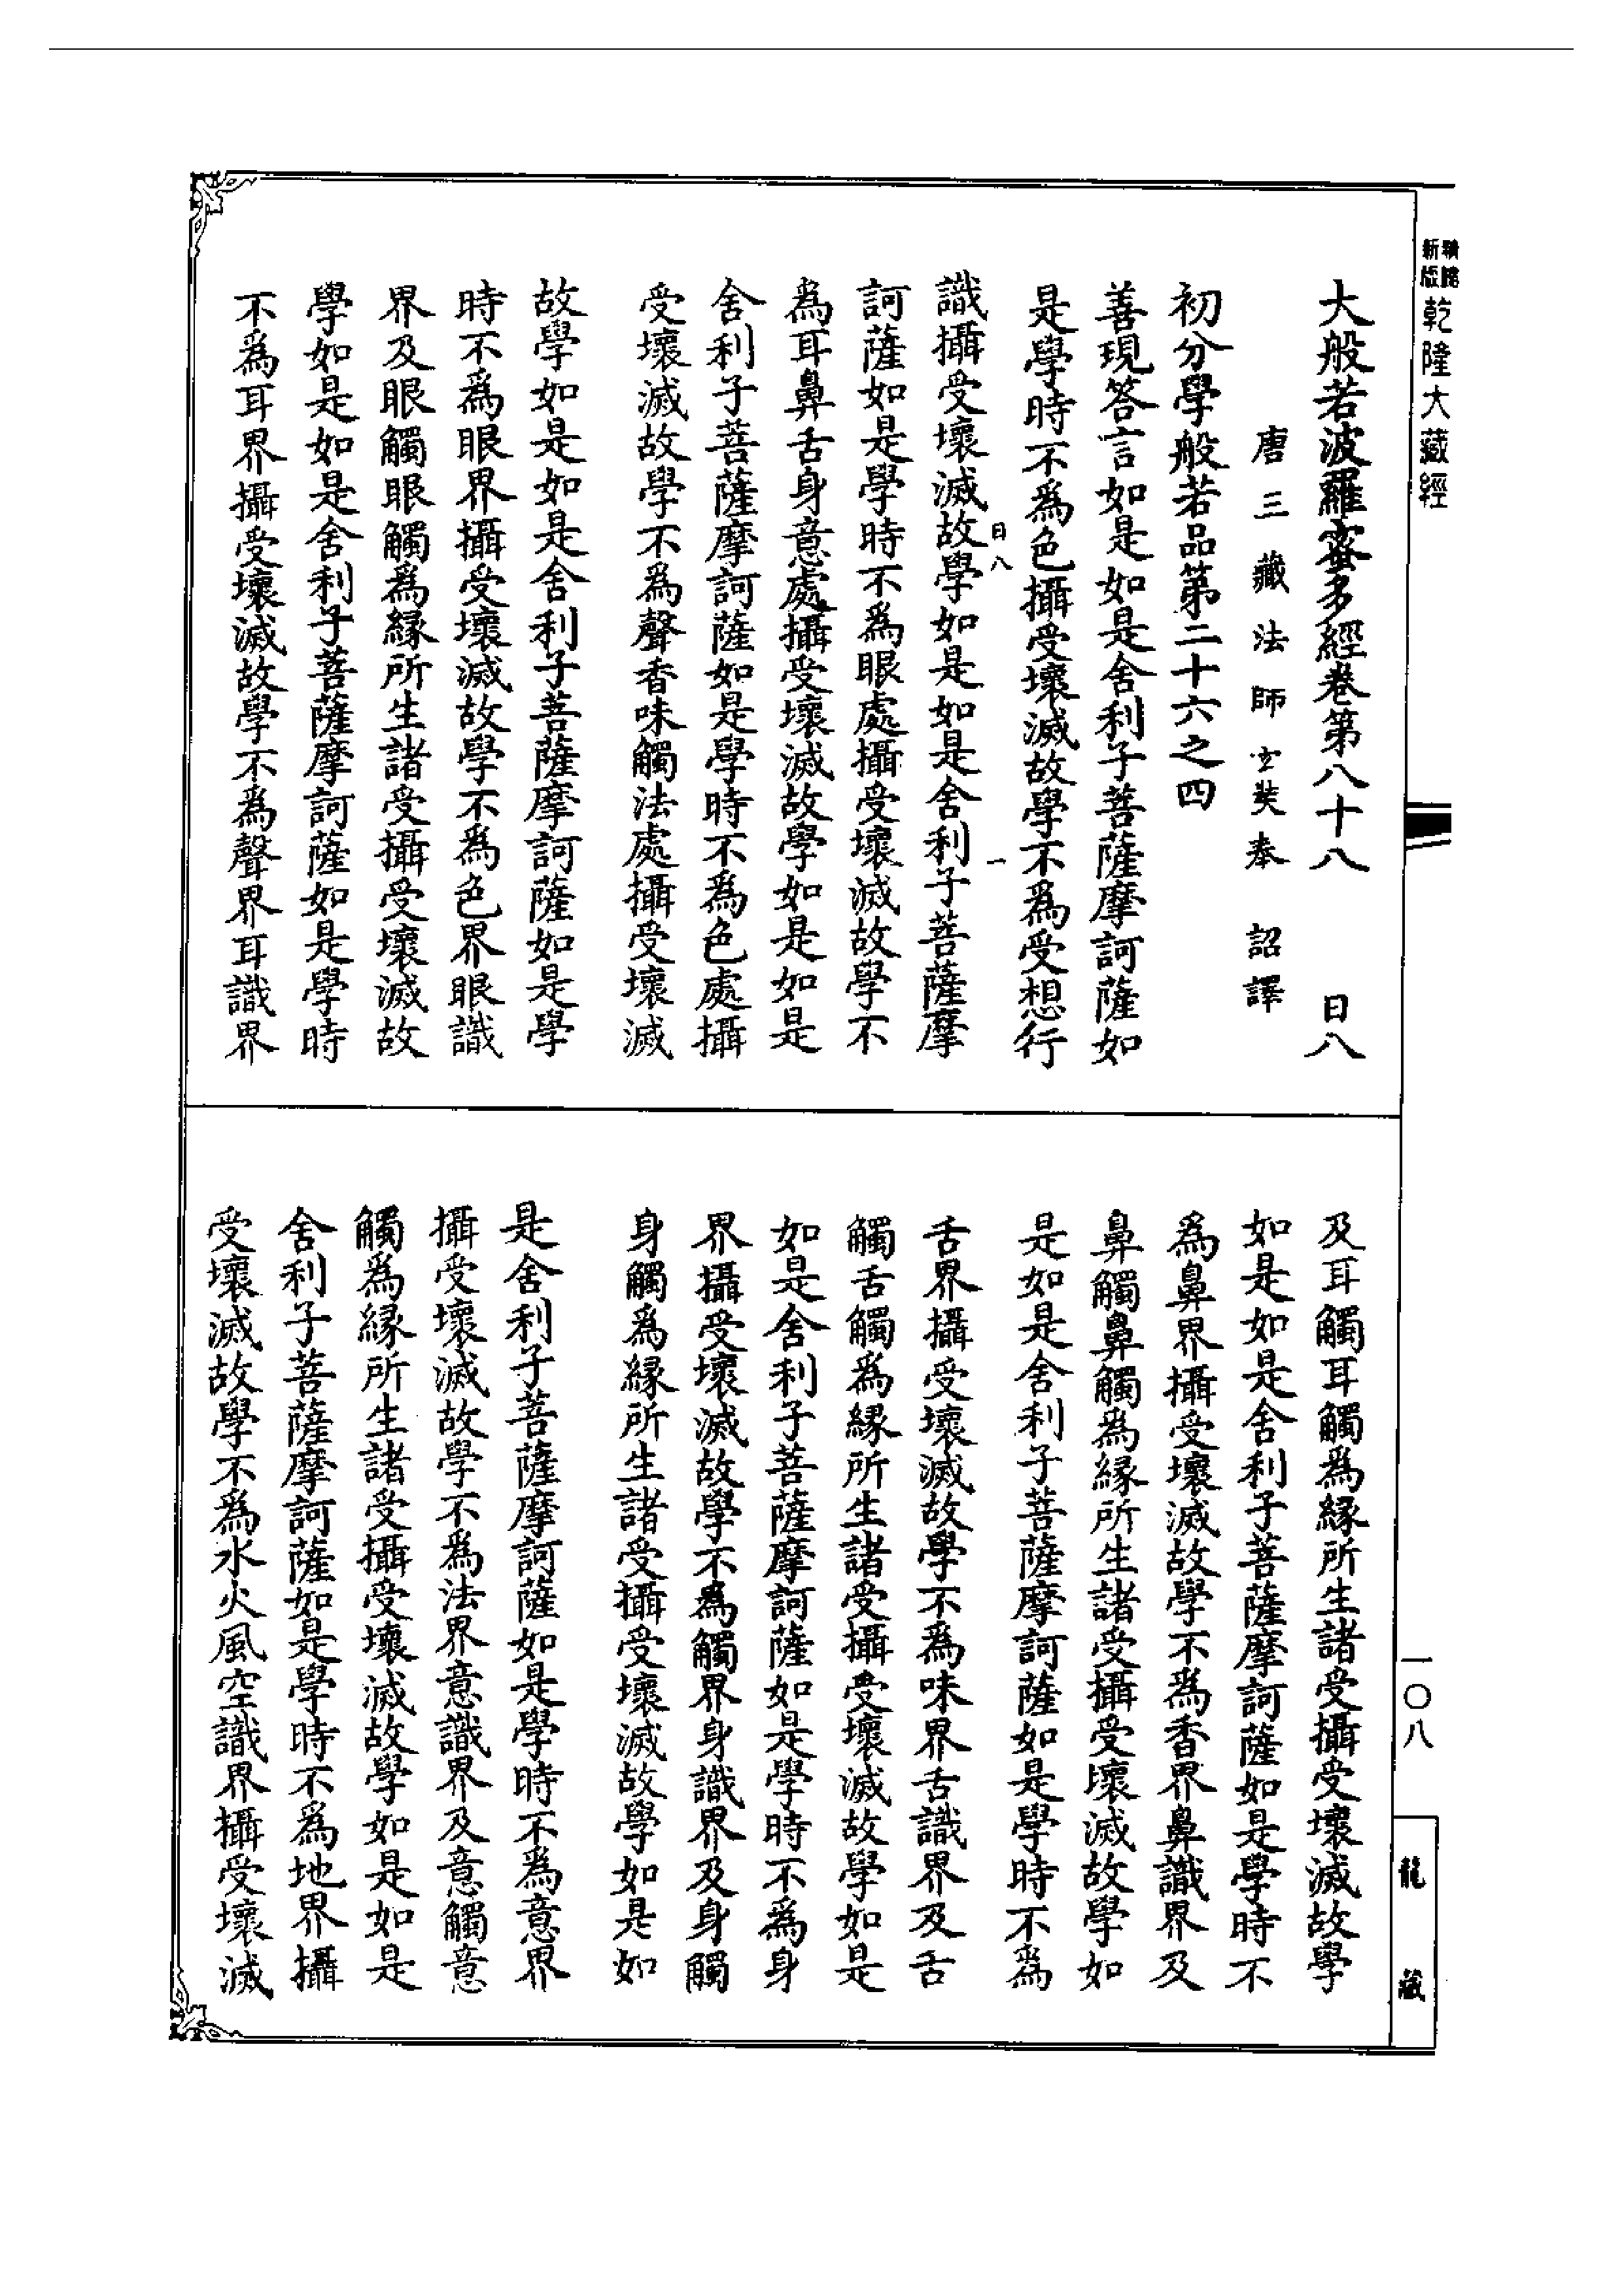 新版精縮乾隆大藏經
大般若波羅蜜多經卷第八十八 日八
唐三藏法師玄奘奉 詔譯
初分學般若品第二十六之四
善現答言如是如是舍利子菩薩摩訶薩如
是學時不為色攝受壞滅故學不為受想行
日八 一
識攝受壞滅故學如是如是舍利子菩薩摩
訶薩如是學時不為眼處攝受壞滅故學不
為耳鼻舌身意處攝受壞滅故學如是如是
舍利子菩薩摩訶薩如是學時不為色處攝
受壞滅故學不為聲香味觸法處攝受壞滅
故學如是如是舍利子菩薩摩訶薩如是學
時不為眼界攝受壞滅故學不為色界眼識
界及眼觸眼觸為緣所生諸受攝受壞滅故
學如是如是舍利子菩薩摩訶薩如是學時
不為耳界攝受壞滅故學不為聲界耳識界
及耳觸耳觸為緣所生諸受攝受壞滅故學
如是如是舍利子菩薩摩訶薩如是學時不
為鼻界攝受壞滅故學不為香界鼻識界及
鼻觸鼻觸為緣所生諸受攝受壞滅故學如
是如是舍利子菩薩摩訶薩如是學時不為
舌界攝受壞滅故學不為味界舌識界及舌
觸舌觸為緣所生諸受攝受壞滅故學如是
如是舍利子菩薩摩訶薩如是學時不為身
界攝受壞滅故學不為觸界身識界及身觸
身觸為緣所生諸受攝受壞滅故學如是如
是舍利子菩薩摩訶薩如是學時不為意界
攝受壞滅故學不為法界意識界及意觸意
觸為緣所生諸受攝受壞滅故學如是如是
舍利子菩薩摩訶薩如是學時不為地界攝
受壞滅故學不為水火風空識界攝受壞滅
一〇八
龍藏